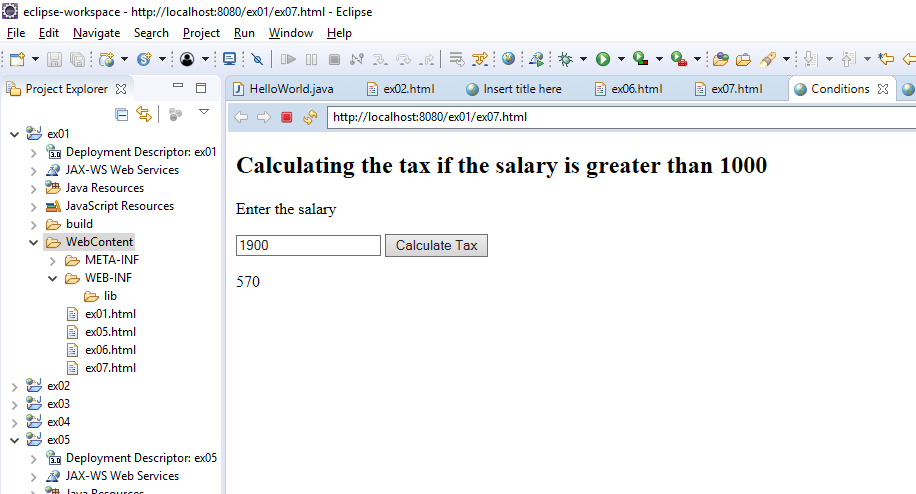 eclipse-workspace - http://localhost:8080/ex01/ex07.html - Eclipse
File Edit Navigate Search Project Run Window Help
Project Explorer
HelloWorld.java ex02.html Insert title here ex06.html ex07.html Conditions
http://localhost:8080/ex01/ex07.html
ex01
Deployment Descriptor: ex01
JAX-WS Web Services
Java Resources
JavaScript Resources
build
WebContent
META-INF
WEB-INF
lib
ex01.html
ex05.html
ex06.html
ex07.html
ex02
ex03
ex04
ex05
Deployment Descriptor: ex05
JAX-WS Web Services
Java Resources
Calculating the tax if the salary is greater than 1000
Enter the salary
1900 Calculate Tax
570